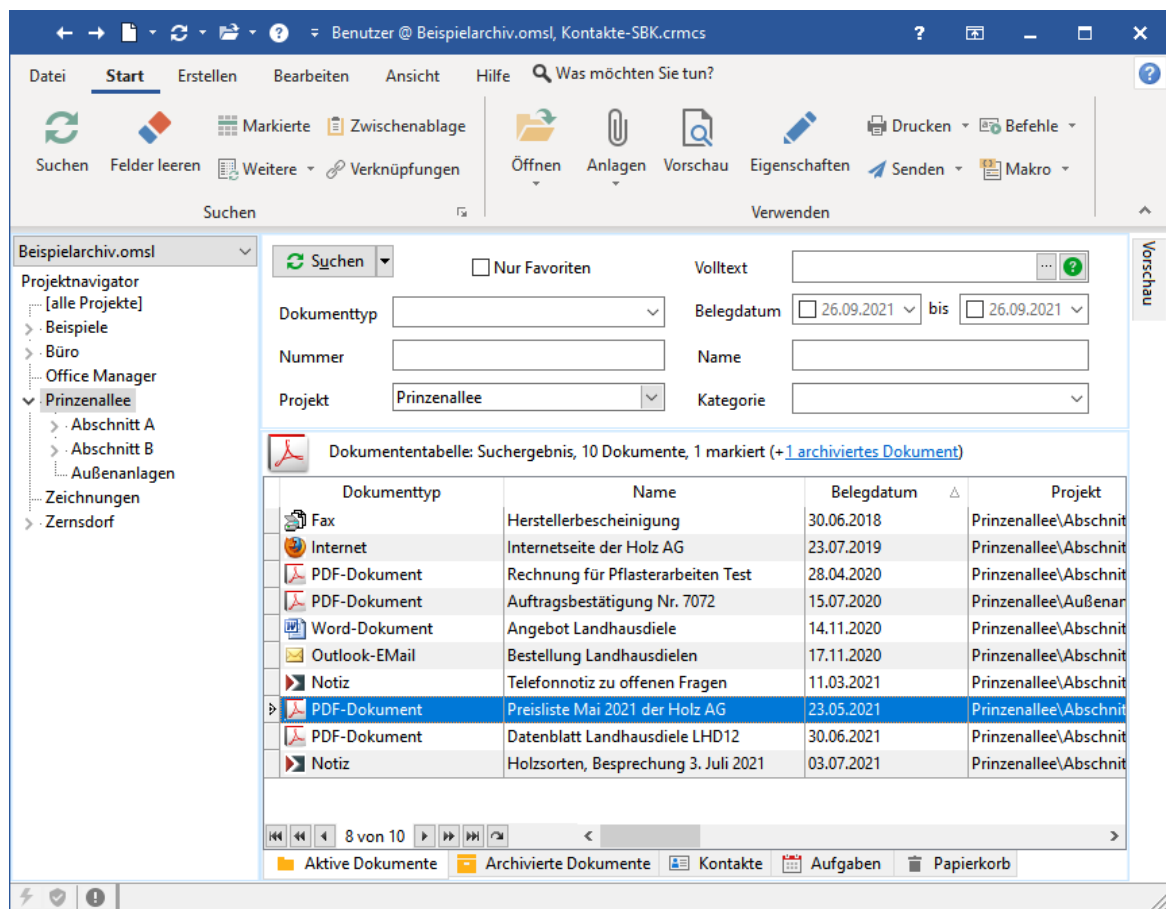 Benutzer @ Beispielarchiv.omsl, Kontakte-SBK.crmcs
Datei Start Erstellen Bearbeiten Ansicht Hilfe Was möchten Sie tun?
Suchen Felder leeren Markierte Zwischenablage Weitere Verknüpfungen
Öffnen Anlagen Vorschau Eigenschaften Drucken Befehle Senden Makro
Suchen Verwenden
Beispielarchiv.omsl
Projektnavigator
[alle Projekte]
Beispiele
Büro
Office Manager
Prinzenallee
Abschnitt A
Abschnitt B
Außenanlagen
Zeichnungen
Zernsdorf
Suchen Nur Favoriten Volltext ...
Dokumenttyp Belegdatum 26.09.2021 bis 26.09.2021
Nummer Name
Projekt Prinzenallee Kategorie
Vorschau
Dokumententabelle: Suchergebnis, 10 Dokumente, 1 markiert (+1 archiviertes Dokument)
Dokumenttyp Name Belegdatum Projekt
Fax Herstellerbescheinigung 30.06.2018 Prinzenallee\Abschnit
Internet Internetseite der Holz AG 23.07.2019 Prinzenallee\Abschnit
PDF-Dokument Rechnung für Pflasterarbeiten Test 28.04.2020 Prinzenallee\Abschnit
PDF-Dokument Auftragsbestätigung Nr. 7072 15.07.2020 Prinzenallee\Außenar
Word-Dokument Angebot Landhausdiele 14.11.2020 Prinzenallee\Abschnit
Outlook-EMail Bestellung Landhausdielen 17.11.2020 Prinzenallee\Abschnit
Notiz Telefonnotiz zu offenen Fragen 11.03.2021 Prinzenallee\Abschnit
PDF-Dokument Preisliste Mai 2021 der Holz AG 23.05.2021 Prinzenallee\Abschnit
PDF-Dokument Datenblatt Landhausdiele LHD12 30.06.2021 Prinzenallee\Abschnit
Notiz Holzsorten, Besprechung 3. Juli 2021 03.07.2021 Prinzenallee\Abschnit
8 von 10
Aktive Dokumente Archivierte Dokumente Kontakte Aufgaben Papierkorb